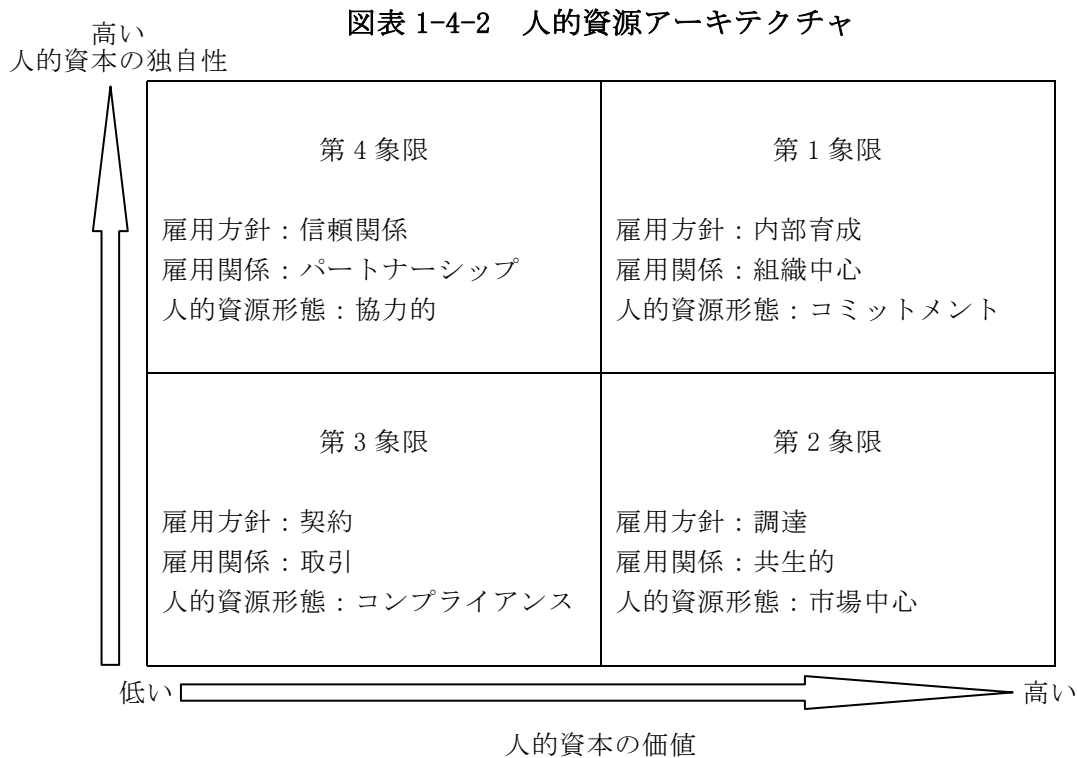 図表 1-4-2 人的資源アーキテクチャ
高い
人的資本の独自性
第 4 象限
雇用方針：信頼関係
雇用関係：パートナーシップ
人的資源形態：協力的
第 1 象限
雇用方針：内部育成
雇用関係：組織中心
人的資源形態：コミットメント
第 3 象限
雇用方針：契約
雇用関係：取引
人的資源形態：コンプライアンス
第 2 象限
雇用方針：調達
雇用関係：共生的
人的資源形態：市場中心
低い
高い
人的資本の価値